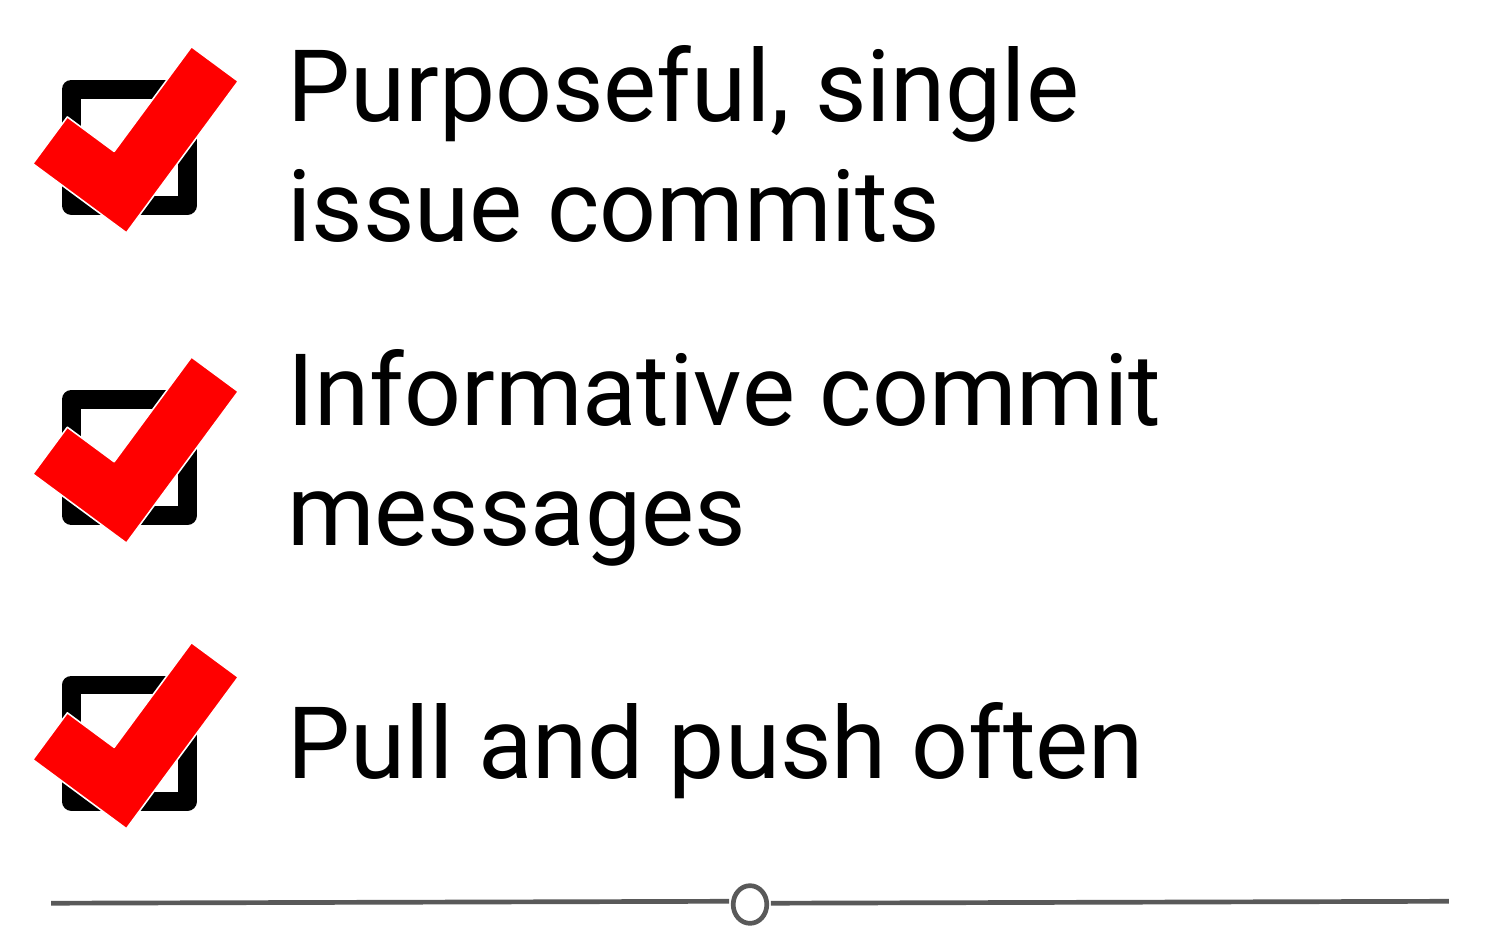 Purposeful, single
issue commits
Informative commit
messages
Pull and push often